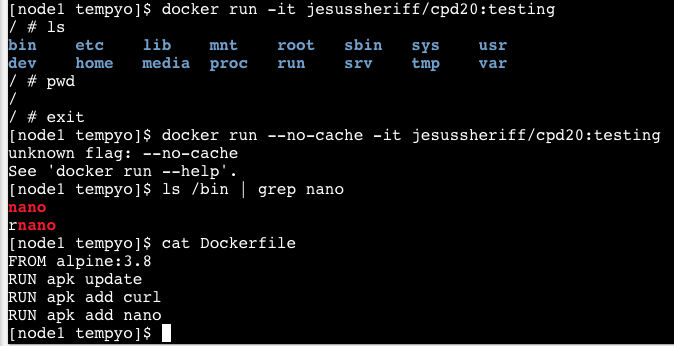 [node1 tempyo]$ docker run -it jesussheriff/cpd20:testing
/ # ls
bin    etc    lib    mnt    root   sbin   sys    usr
dev    home   media  proc   run    srv    tmp    var
/ # pwd
/
/ # exit
[node1 tempyo]$ docker run --no-cache -it jesussheriff/cpd20:testing
unknown flag: --no-cache
See 'docker run --help'.
[node1 tempyo]$ ls /bin | grep nano
nano
rnano
[node1 tempyo]$ cat Dockerfile
FROM alpine:3.8
RUN apk update
RUN apk add curl
RUN apk add nano
[node1 tempyo]$